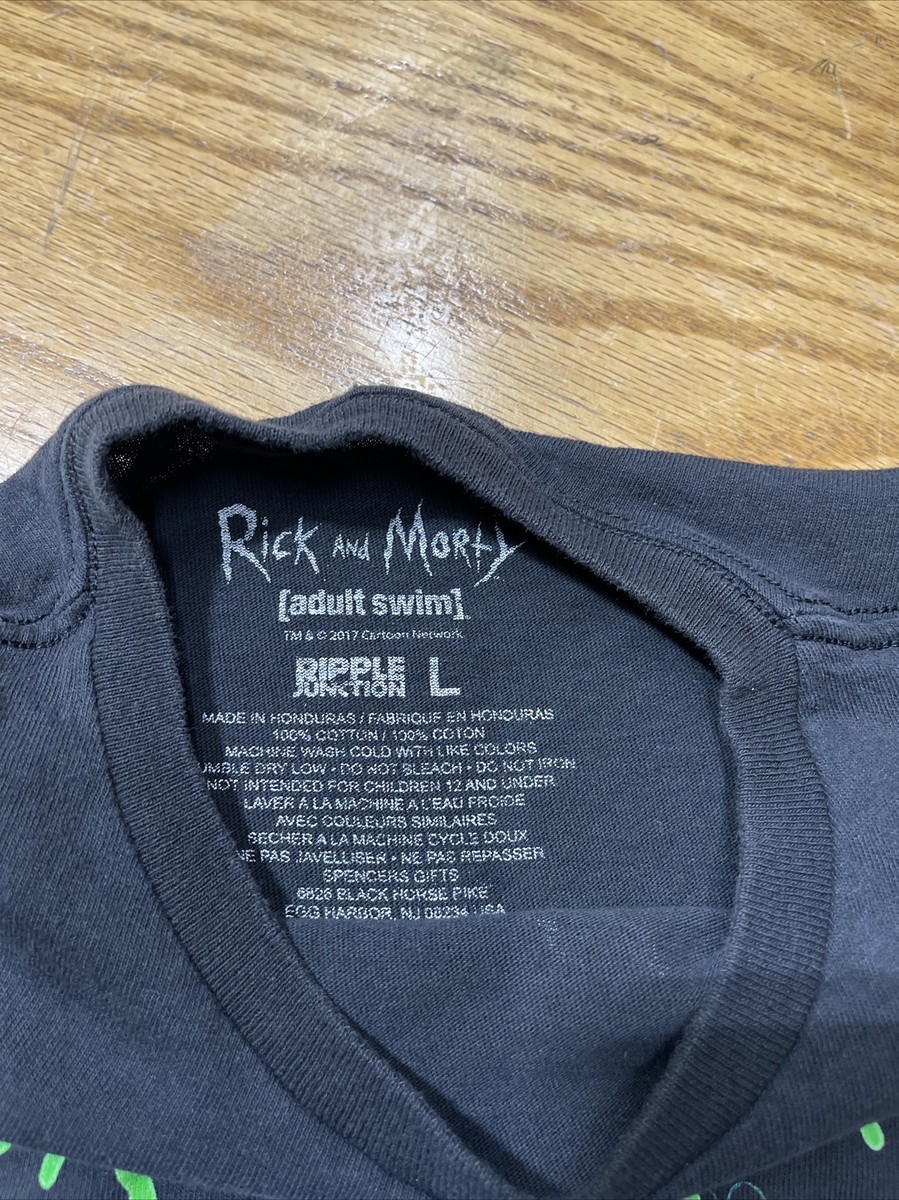 Rick AND Morty
[adult swim]
TM & © 2017 Cartoon Network.
RIPPLE JUNCTION L
MADE IN HONDURAS / FABRIQUE EN HONDURAS
100% COTTON / 100% COTON
MACHINE WASH COLD WITH LIKE COLORS
UMBLE DRY LOW • DO NOT BLEACH • DO NOT IRON
NOT INTENDED FOR CHILDREN 12 AND UNDER
LAVER A LA MACHINE A L'EAU FROIDE
AVEC COULEURS SIMILAIRES
SECHER A LA MACHINE CYCLE DOUX
NE PAS JAVELLISER • NE PAS REPASSER
SPENCERS GIFTS
6826 BLACK HORSE PIKE
EGG HARBOR, NJ 08234 USA